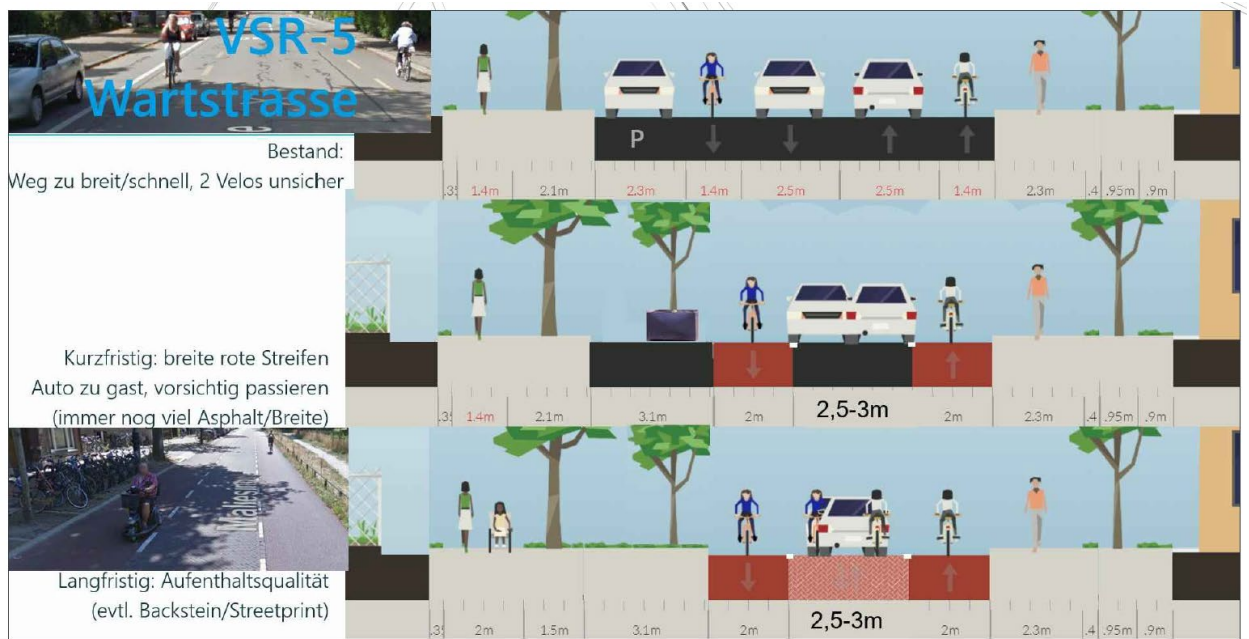 VSR-5
Wartstrasse
Bestand:
Weg zu breit/schnell, 2 Velos unsicher
P
1.4m 2.1m 2.3m 1.4m 2.5m 2.5m 1.4m 2.3m .4 .95m .9m
Kurzfristig: breite rote Streifen
Auto zu gast, vorsichtig passieren
(immer nog viel Asphalt/Breite)
1.4m 2.1m 3.1m 2m 2,5-3m 2m 2.3m .4 .95m .9m
Langfristig: Aufenthaltsqualität
(evtl. Backstein/Streetprint)
2m 1.5m 3.1m 2m 2,5-3m 2m 2.3m .4 .95m .9m